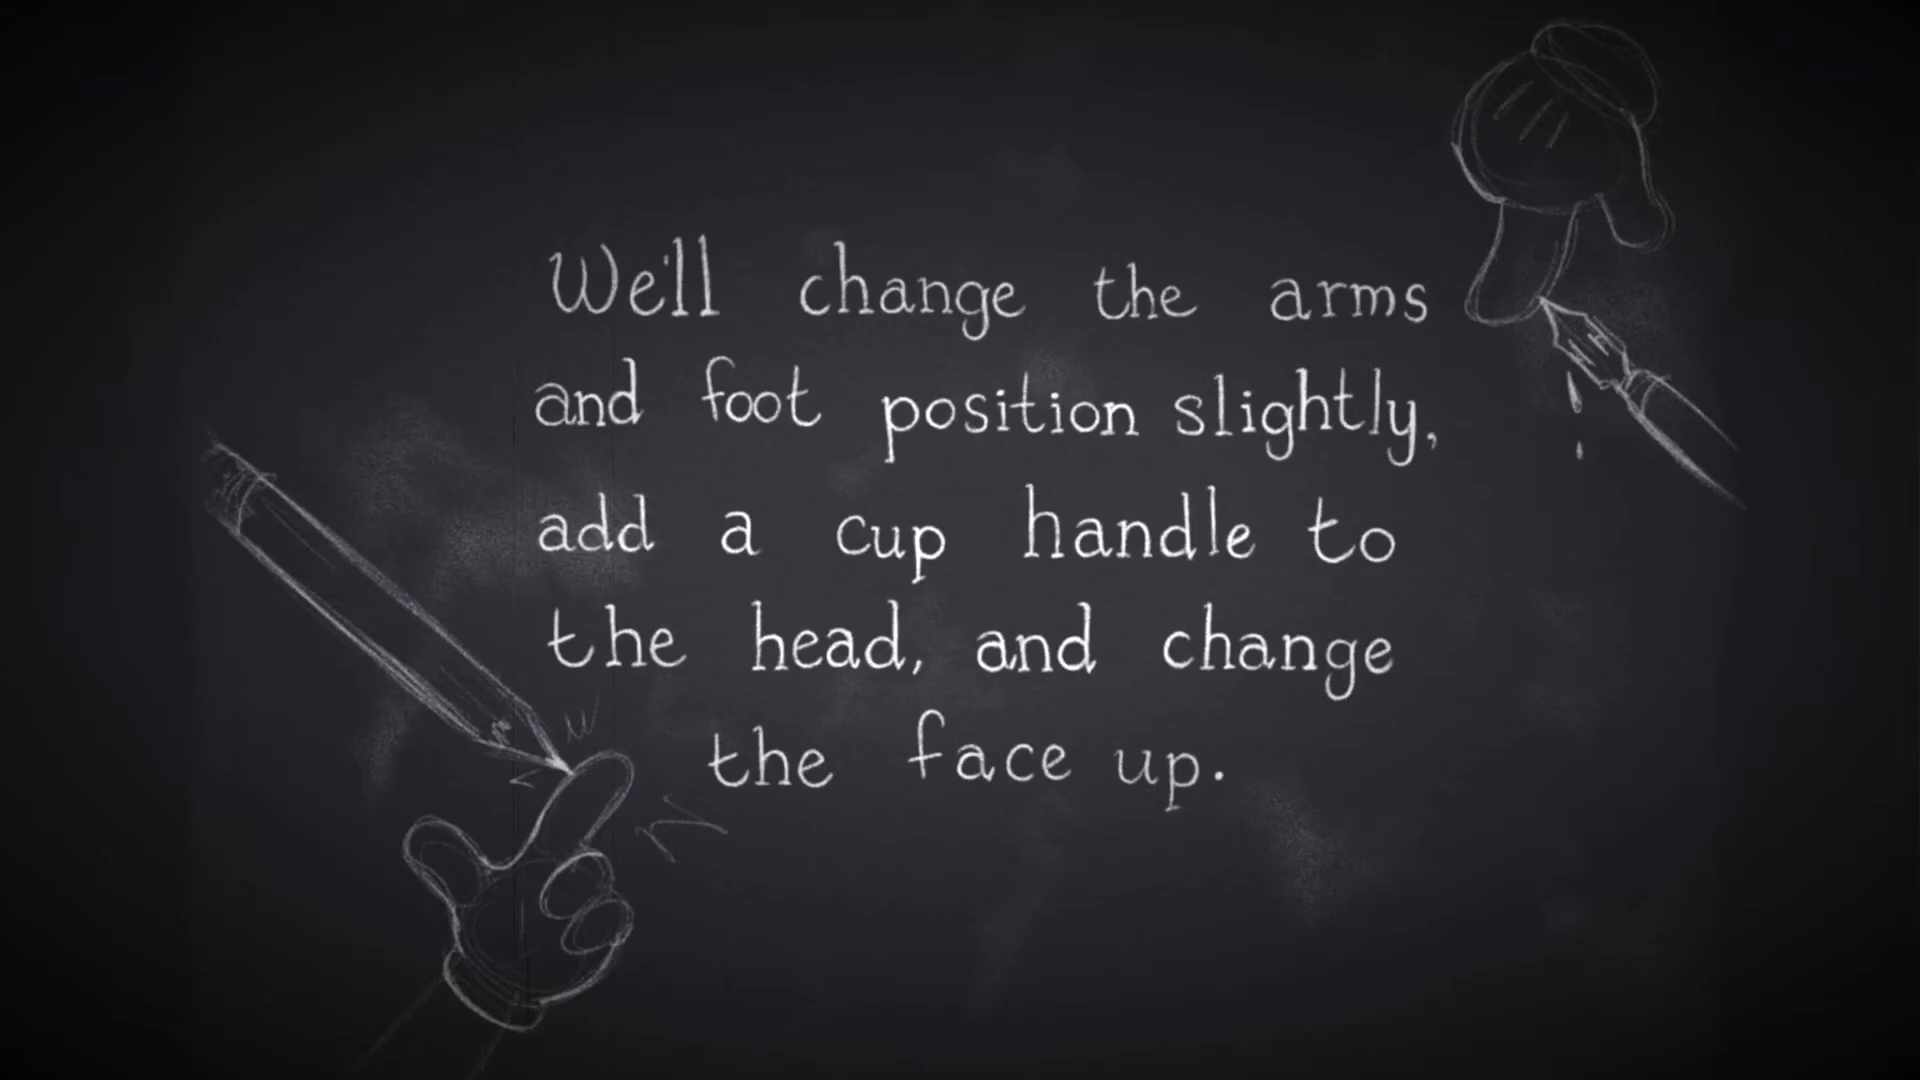 We'll change the arms
and foot position slightly,
add a cup handle to
the head, and change
the face up.